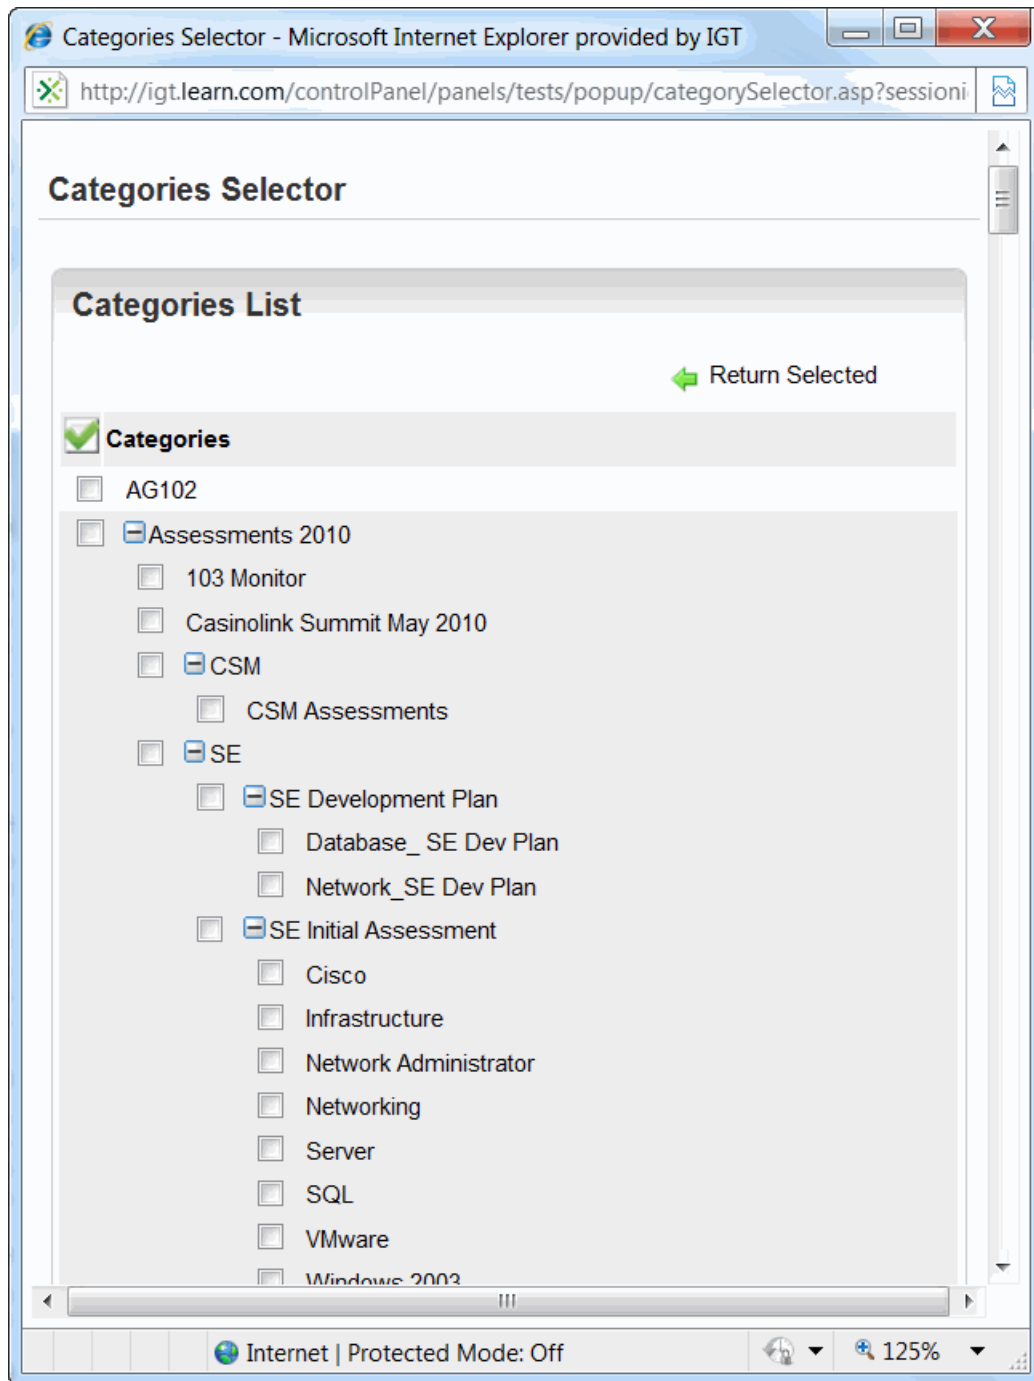 Categories Selector - Microsoft Internet Explorer provided by IGT
http://igt.learn.com/controlPanel/panels/tests/popup/categorySelector.asp?sessioni
Categories Selector
Categories List
Return Selected
Categories
AG102
Assessments 2010
103 Monitor
Casinolink Summit May 2010
CSM
CSM Assessments
SE
SE Development Plan
Database_ SE Dev Plan
Network_SE Dev Plan
SE Initial Assessment
Cisco
Infrastructure
Network Administrator
Networking
Server
SQL
VMware
Windows 2003
Internet | Protected Mode: Off
125%